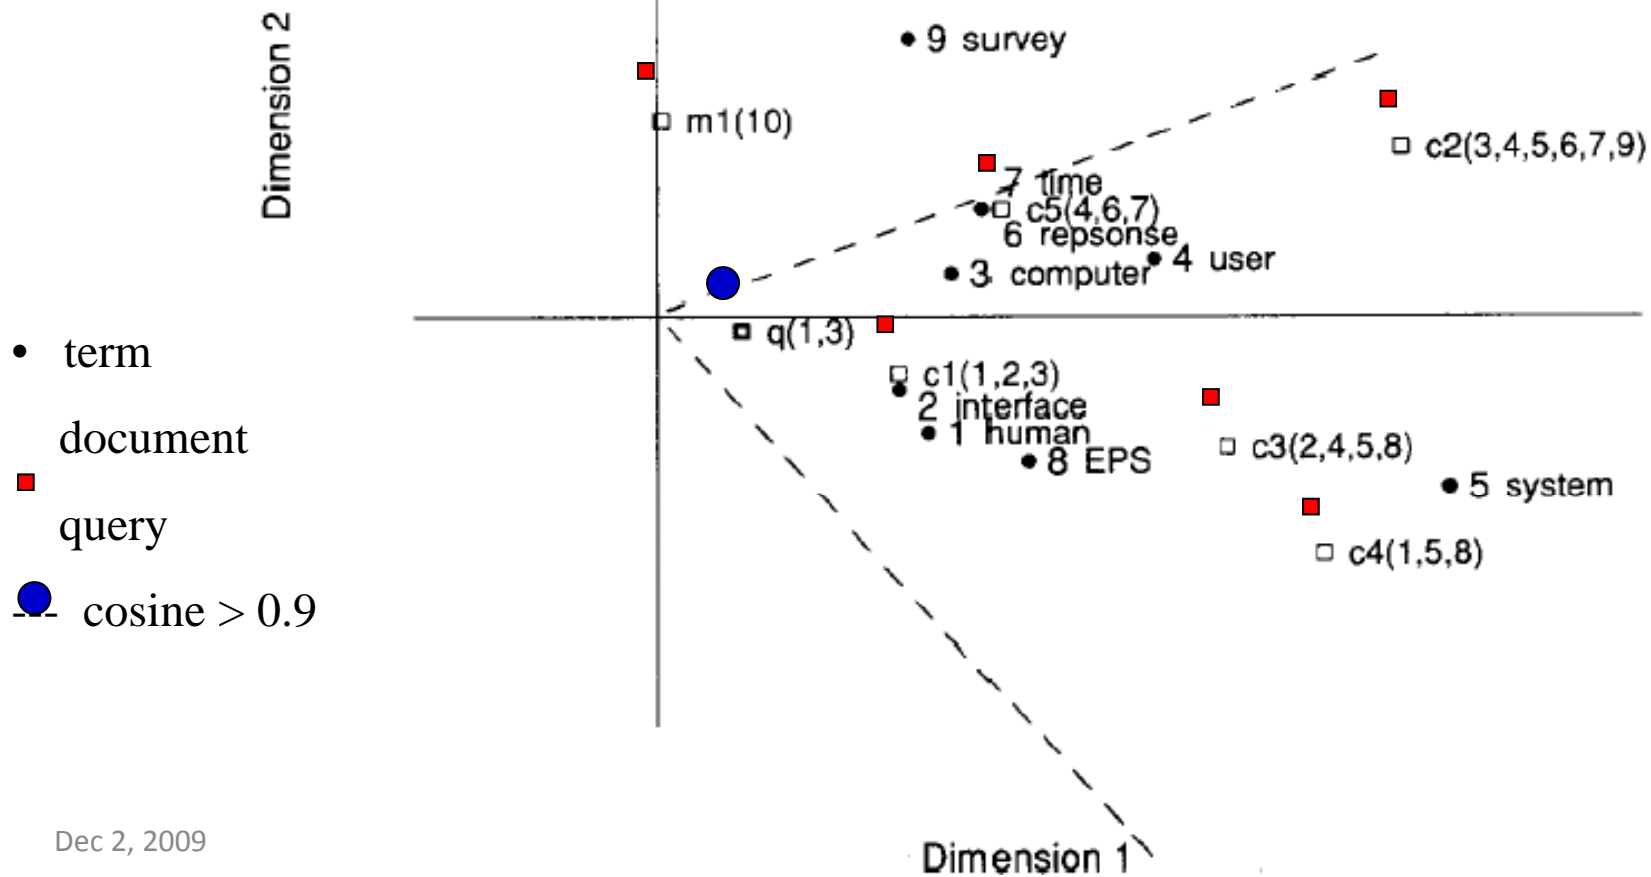 Dimension 2
9 survey
m1(10)
c2(3,4,5,6,7,9)
7 time
c5(4,6,7)
6 repsonse
4 user
3 computer
q(1,3)
c1(1,2,3)
2 interface
1 human
8 EPS
c3(2,4,5,8)
5 system
c4(1,5,8)
• term
document
query
--- cosine > 0.9
Dec 2, 2009
Dimension 1